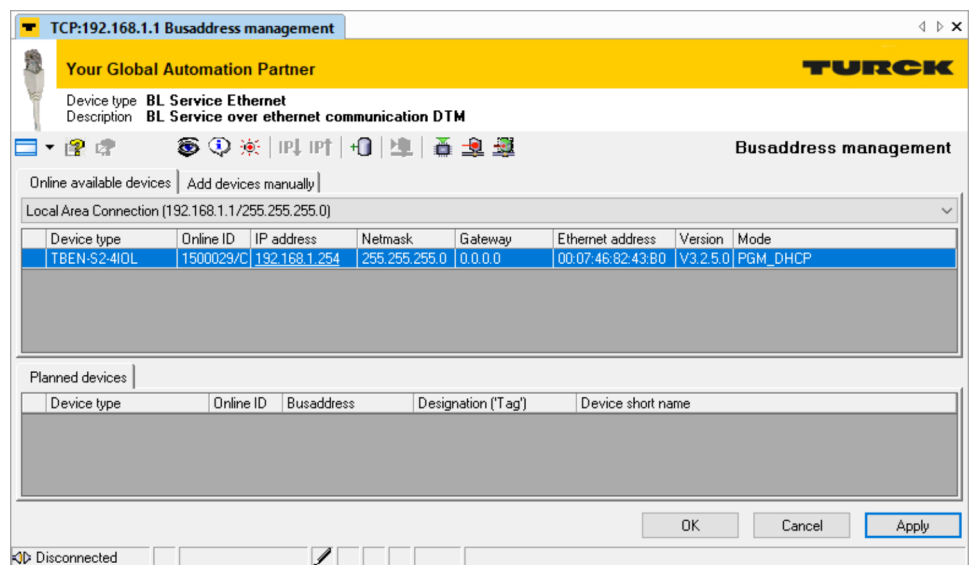 TCP:192.168.1.1 Busaddress management
Your Global Automation Partner
TURCK
Device type BL Service Ethernet
Description BL Service over ethernet communication DTM
IP IP
Busaddress management
Online available devices Add devices manually
Local Area Connection (192.168.1.1/255.255.255.0)
Device type Online ID IP address Netmask Gateway Ethernet address Version Mode
TBEN-S2-4IOL 1500029/C 192.168.1.254 255.255.255.0 0.0.0.0 00:07:46:82:43:B0 V3.2.5.0 PGM_DHCP
Planned devices
Device type Online ID Busaddress Designation ('Tag') Device short name
OK Cancel Apply
Disconnected